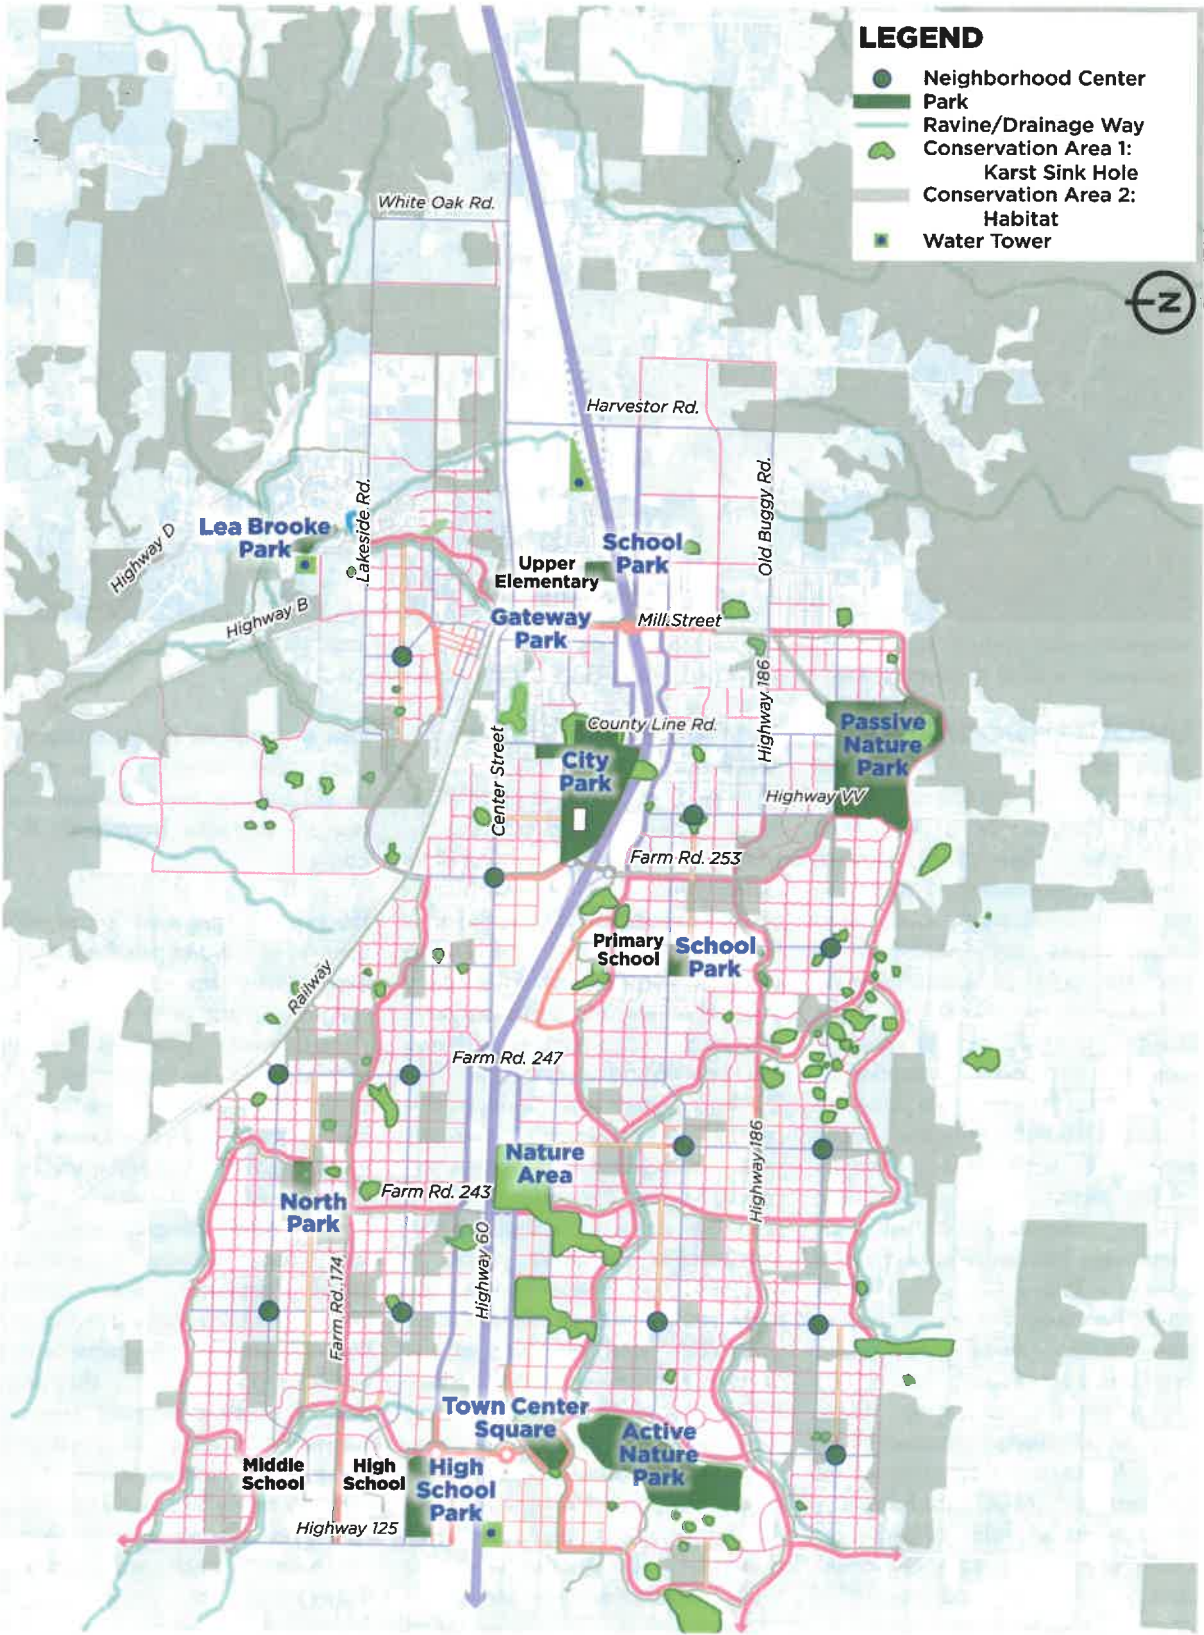 LEGEND
Neighborhood Center
Park
Ravine/Drainage Way
Conservation Area 1:
Karst Sink Hole
Conservation Area 2:
Habitat
Water Tower
N
White Oak Rd.
Harvestor Rd.
Lakeside Rd.
Old Buggy Rd.
Highway D
Lea Brooke
Park
School
Park
Upper
Elementary
Highway B
Gateway
Park
Mill Street
Highway 186
County Line Rd.
Passive
Nature
Park
Center Street
City
Park
Highway VV
Farm Rd. 253
Primary
School
School
Park
Railway
Farm Rd. 247
Nature
Area
Highway 186
Farm Rd. 243
North
Park
Highway 60
Farm Rd. 174
Town Center
Square
Active
Nature
Park
Middle
School
High
School
High
School
Park
Highway 125